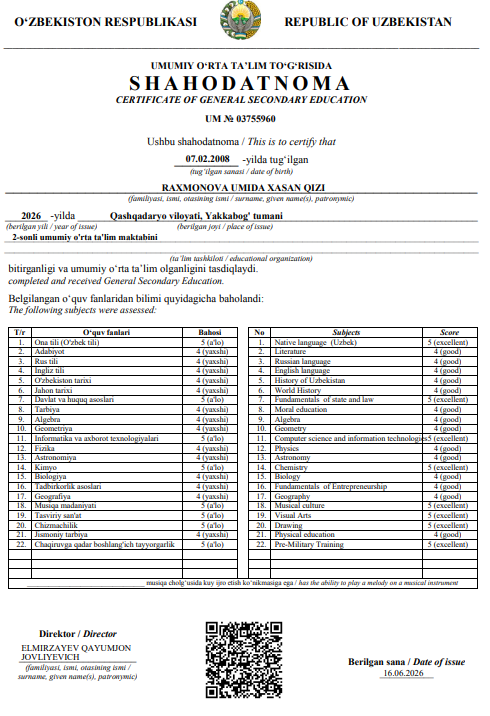 O‘ZBEKISTON RESPUBLIKASI REPUBLIC OF UZBEKISTAN
UMUMIY O‘RTA TA’LIM TO‘G‘RISIDA
SHAHODATNOMA
CERTIFICATE OF GENERAL SECONDARY EDUCATION
UM № 03755960
Ushbu shahodatnoma / This is to certify that
07.02.2008 -yilda tug‘ilgan
(tug‘ilgan sanasi / date of birth)
RAXMONOVA UMIDA XASAN QIZI
(familiyasi, ismi, otasining ismi / surname, given name(s), patronymic)
2026 -yilda Qashqadaryo viloyati, Yakkabog' tumani
(berilgan yili / year of issue) (berilgan joyi / place of issue)
2-sonli umumiy o'rta ta'lim maktabini
(ta’lim tashkiloti / educational organization)
bitirganligi va umumiy o‘rta ta’lim olganligini tasdiqlaydi.
completed and received General Secondary Education.
Belgilangan o‘quv fanlaridan bilimi quyidagicha baholandi:
The following subjects were assessed:
T/r O‘quv fanlari Bahosi No Subjects Score
1. Ona tili (O'zbek tili) 5 (a'lo) 1. Native language (Uzbek) 5 (excellent)
2. Adabiyot 4 (yaxshi) 2. Literature 4 (good)
3. Rus tili 4 (yaxshi) 3. Russian language 4 (good)
4. Ingliz tili 4 (yaxshi) 4. English language 4 (good)
5. O'zbekiston tarixi 4 (yaxshi) 5. History of Uzbekistan 4 (good)
6. Jahon tarixi 4 (yaxshi) 6. World History 4 (good)
7. Davlat va huquq asoslari 5 (a'lo) 7. Fundamentals of state and law 5 (excellent)
8. Tarbiya 4 (yaxshi) 8. Moral education 4 (good)
9. Algebra 4 (yaxshi) 9. Algebra 4 (good)
10. Geometriya 4 (yaxshi) 10. Geometry 4 (good)
11. Informatika va axborot texnologiyalari 5 (a'lo) 11. Computer science and information technologies 5 (excellent)
12. Fizika 4 (yaxshi) 12. Physics 4 (good)
13. Astronomiya 4 (yaxshi) 13. Astronomy 4 (good)
14. Kimyo 5 (a'lo) 14. Chemistry 5 (excellent)
15. Biologiya 4 (yaxshi) 15. Biology 4 (good)
16. Tadbirkorlik asoslari 4 (yaxshi) 16. Fundamentals of Entrepreneurship 4 (good)
17. Geografiya 4 (yaxshi) 17. Geography 4 (good)
18. Musiqa madaniyati 5 (a'lo) 18. Musical culture 5 (excellent)
19. Tasviriy san'at 5 (a'lo) 19. Visual Arts 5 (excellent)
20. Chizmachilik 5 (a'lo) 20. Drawing 5 (excellent)
21. Jismoniy tarbiya 4 (yaxshi) 21. Physical education 4 (good)
22. Chaqiruvga qadar boshlang'ich tayyorgarlik 5 (a'lo) 22. Pre-Military Training 5 (excellent)
musiqa cholg‘usida kuy ijro etish ko‘nikmasiga ega / has the ability to play a melody on a musical instrument
Direktor / Director
ELMIRZAYEV QAYUMJON
JOVLIYEVICH
(familiyasi, ismi, otasining ismi /
surname, given name(s), patronymic)
Berilgan sana / Date of issue
16.06.2026